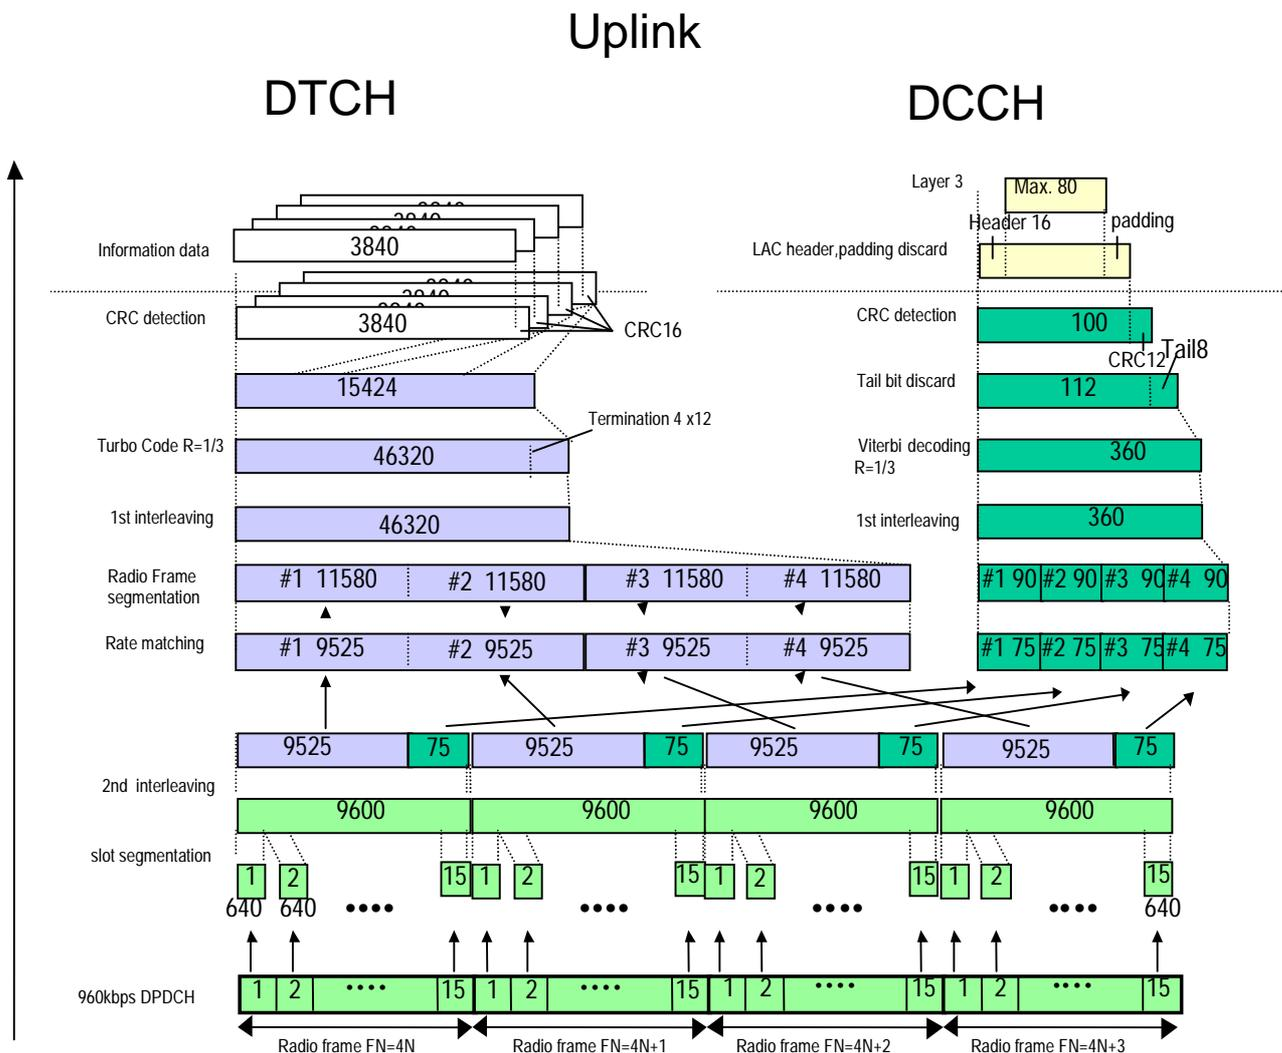 Uplink
DTCH
DCCH
Layer 3
Max. 80
Header 16
padding
Information data
3840
3840
3840
3840
LAC header,padding discard
CRC detection
3840
3840
3840
3840
CRC16
CRC detection
100
CRC12
Tail8
15424
Tail bit discard
112
Termination 4 x12
Turbo Code R=1/3
46320
Viterbi decoding
R=1/3
360
1st interleaving
46320
1st interleaving
360
Radio Frame
segmentation
#1 11580
#2 11580
#3 11580
#4 11580
#1 90
#2 90
#3 90
#4 90
Rate matching
#1 9525
#2 9525
#3 9525
#4 9525
#1 75
#2 75
#3 75
#4 75
9525
75
9525
75
9525
75
9525
75
2nd interleaving
9600
9600
9600
9600
slot segmentation
1
2
15
1
2
15
1
2
15
1
2
15
640
640
••••
••••
••••
••••
640
960kbps DPDCH
1
2
••••
15
1
2
••••
15
1
2
••••
15
1
2
••••
15
Radio frame FN=4N
Radio frame FN=4N+1
Radio frame FN=4N+2
Radio frame FN=4N+3